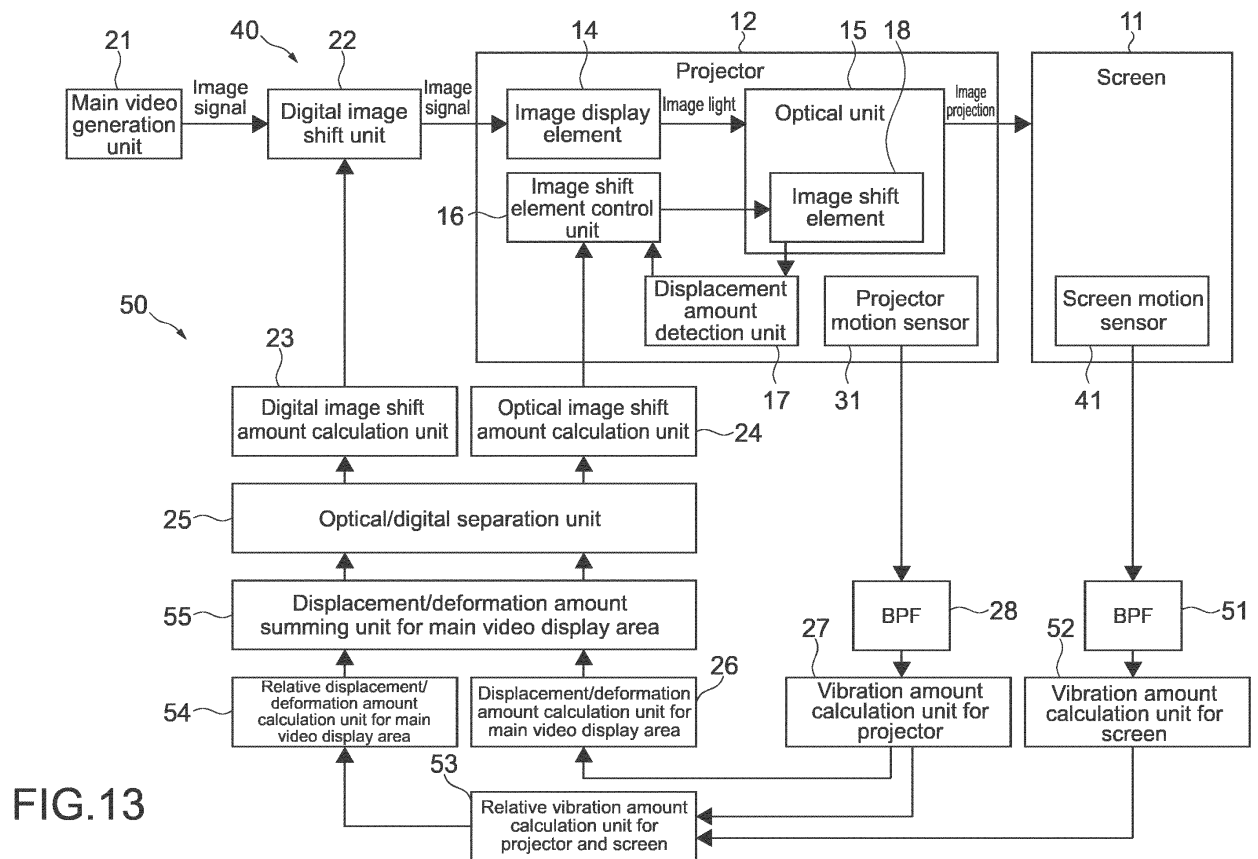 40
21
22
14
12
15
18
11
Main video
generation
unit
Image
signal
Digital image
shift unit
Image
signal
Projector
Image display
element
Image light
Optical unit
Image
projection
Screen
16
Image shift
element control
unit
Image shift
element
Displacement
amount
detection unit
Projector
motion sensor
Screen motion
sensor
50
23
17
31
41
Digital image shift
amount calculation unit
Optical image shift
amount calculation unit
24
25
Optical/digital separation unit
55
Displacement/deformation amount
summing unit for main video display area
BPF
28
BPF
51
54
Relative displacement/
deformation amount
calculation unit for main
video display area
Displacement/deformation
amount calculation unit for
main video display area
26
27
Vibration amount
calculation unit for
projector
52
Vibration amount
calculation unit for
screen
53
Relative vibration amount
calculation unit for
projector and screen
FIG.13